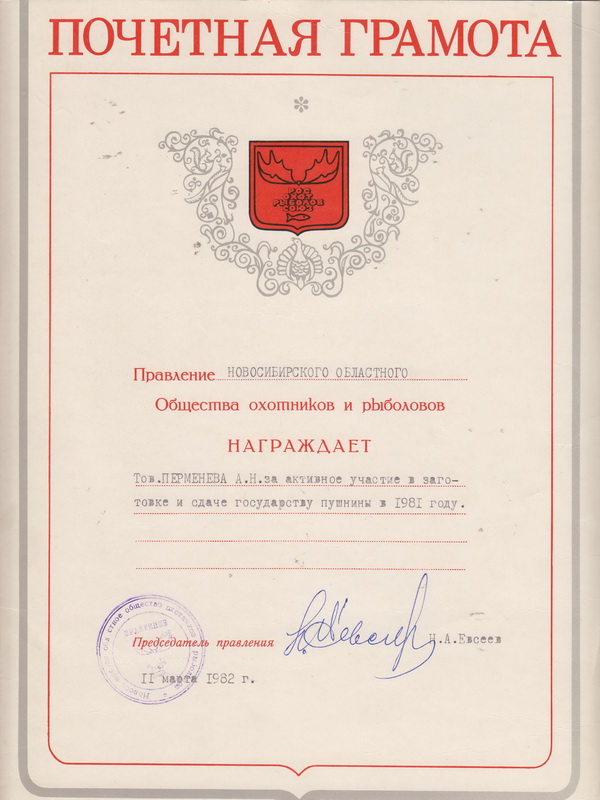 ПОЧЕТНАЯ ГРАМОТА
РОС
ОХОТ
РЫБОЛОВ
СОЮЗ
Правление НОВОСИБИРСКОГО ОБЛАСТНОГО
Общества охотников и рыболовов
НАГРАЖДАЕТ
Тов.ПЕРМЕНЕВА А.Н.за активное участие в заго-
товке и сдаче государству пушнины в 1981 году.
Председатель правления Н.А.Евсеев
11 марта 1982 г.